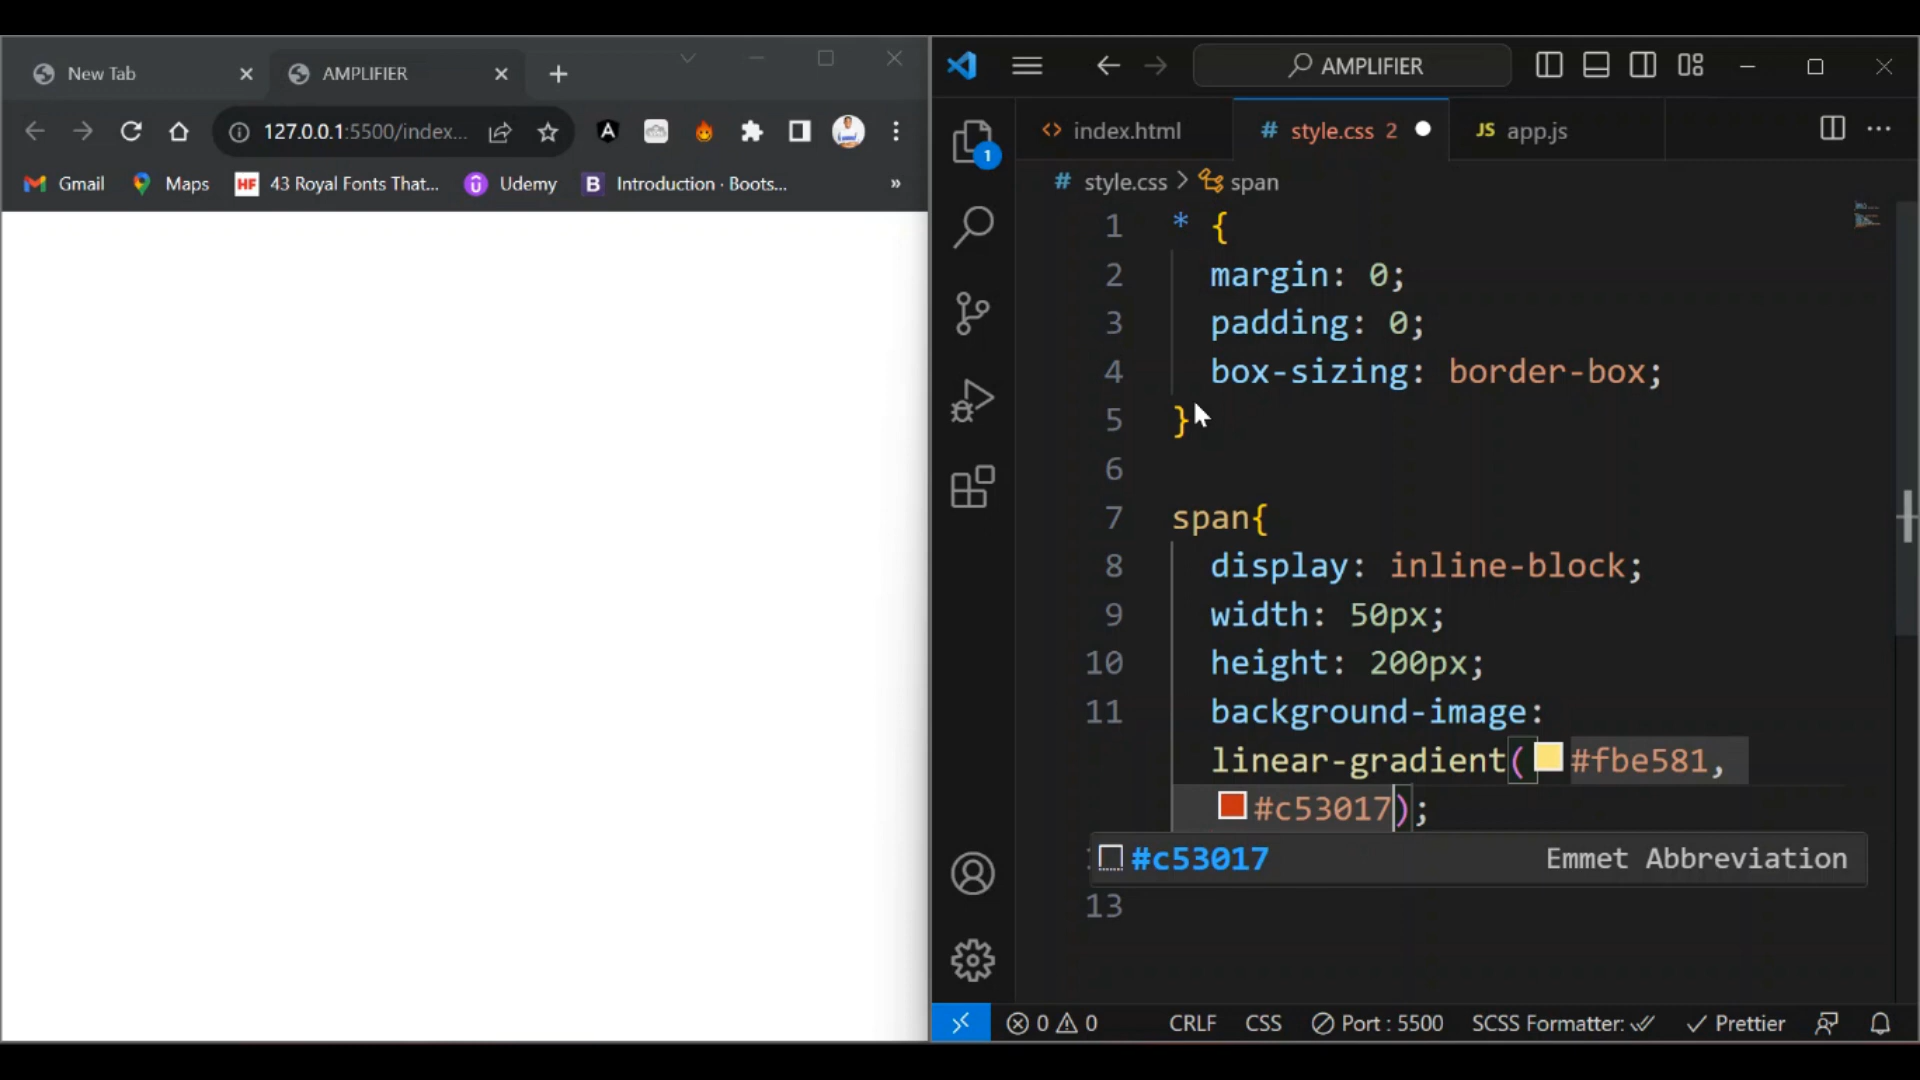 New Tab
AMPLIFIER
127.0.0.1:5500/index...
Gmail
Maps
HF 43 Royal Fonts That...
Udemy
B Introduction · Boots...
»
AMPLIFIER
1
<> index.html
# style.css 2
JS app.js
# style.css > span
1 * {
2 margin: 0;
3 padding: 0;
4 box-sizing: border-box;
5 }
6
7 span{
8 display: inline-block;
9 width: 50px;
10 height: 200px;
11 background-image:
linear-gradient(#fbe581,
#c53017);
#c53017 Emmet Abbreviation
13
0 0 CRLF CSS Port : 5500 SCSS Formatter: Prettier